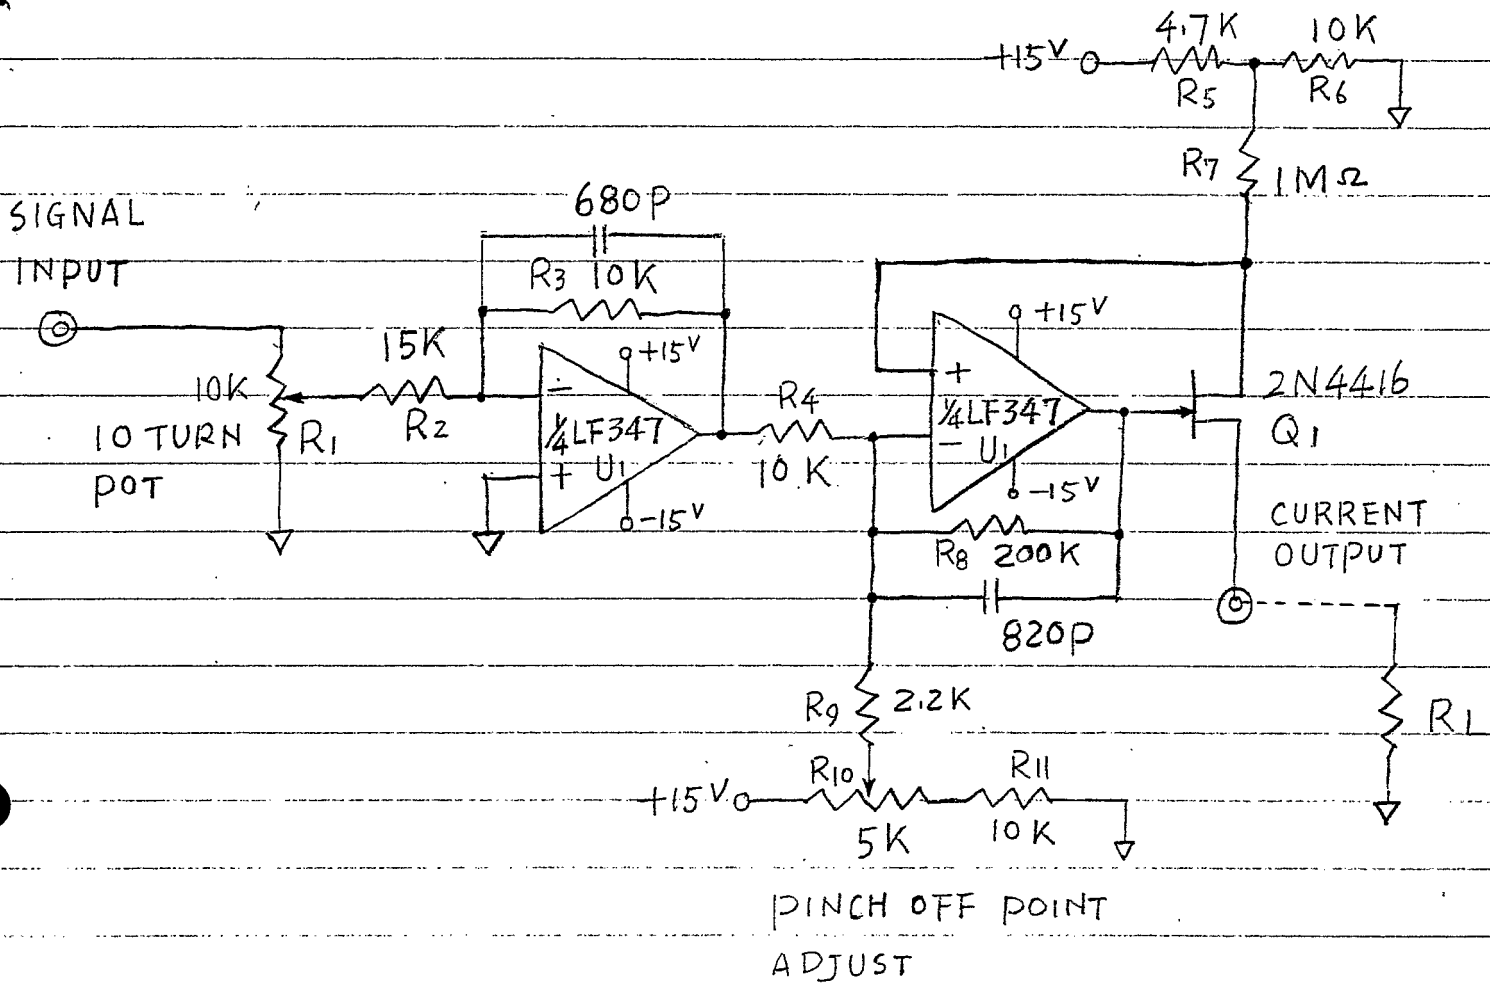 4.7K 10K
+15V
R5 R6
R7 1MΩ
680P
SIGNAL
INPUT
R3 10K
15K
+15V
+15V
10K
R2
10 TURN
POT
R1
-
¼LF347
U1
+
-15V
R4
10K
+
¼LF347
-
U1
-15V
2N4416
Q1
R8 200K
CURRENT
OUTPUT
820P
R9 2.2K
RL
R10 R11
+15V
5K 10K
PINCH OFF POINT
ADJUST